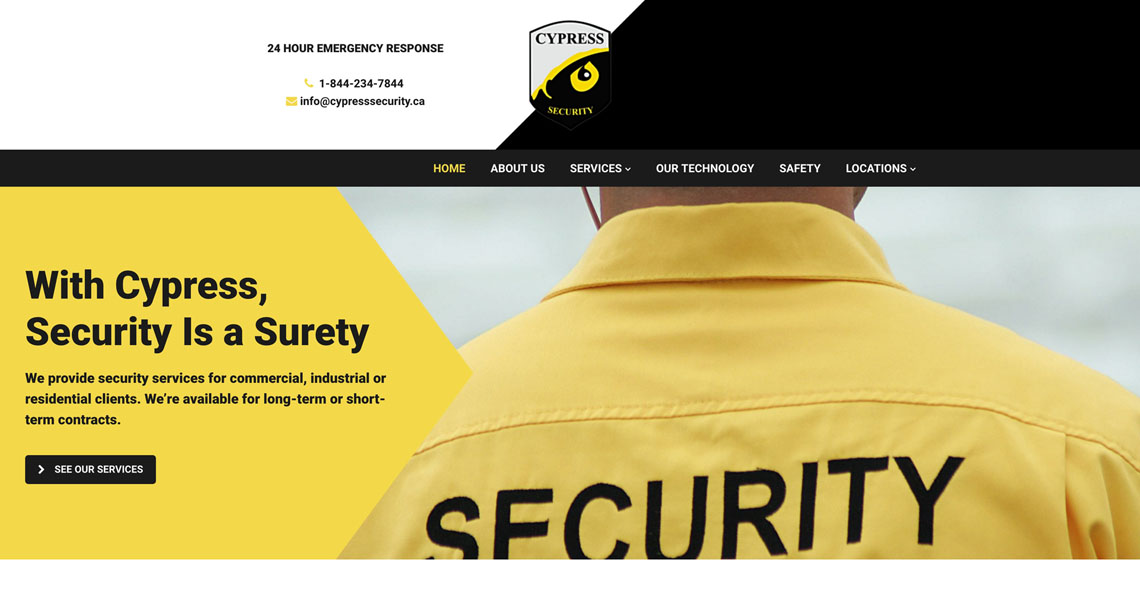 24 HOUR EMERGENCY RESPONSE
1-844-234-7844
info@cypresssecurity.ca
CYPRESS
SECURITY
HOME ABOUT US SERVICES OUR TECHNOLOGY SAFETY LOCATIONS
With Cypress,
Security Is a Surety
We provide security services for commercial, industrial or
residential clients. We’re available for long-term or short-
term contracts.
SEE OUR SERVICES
SECURITY